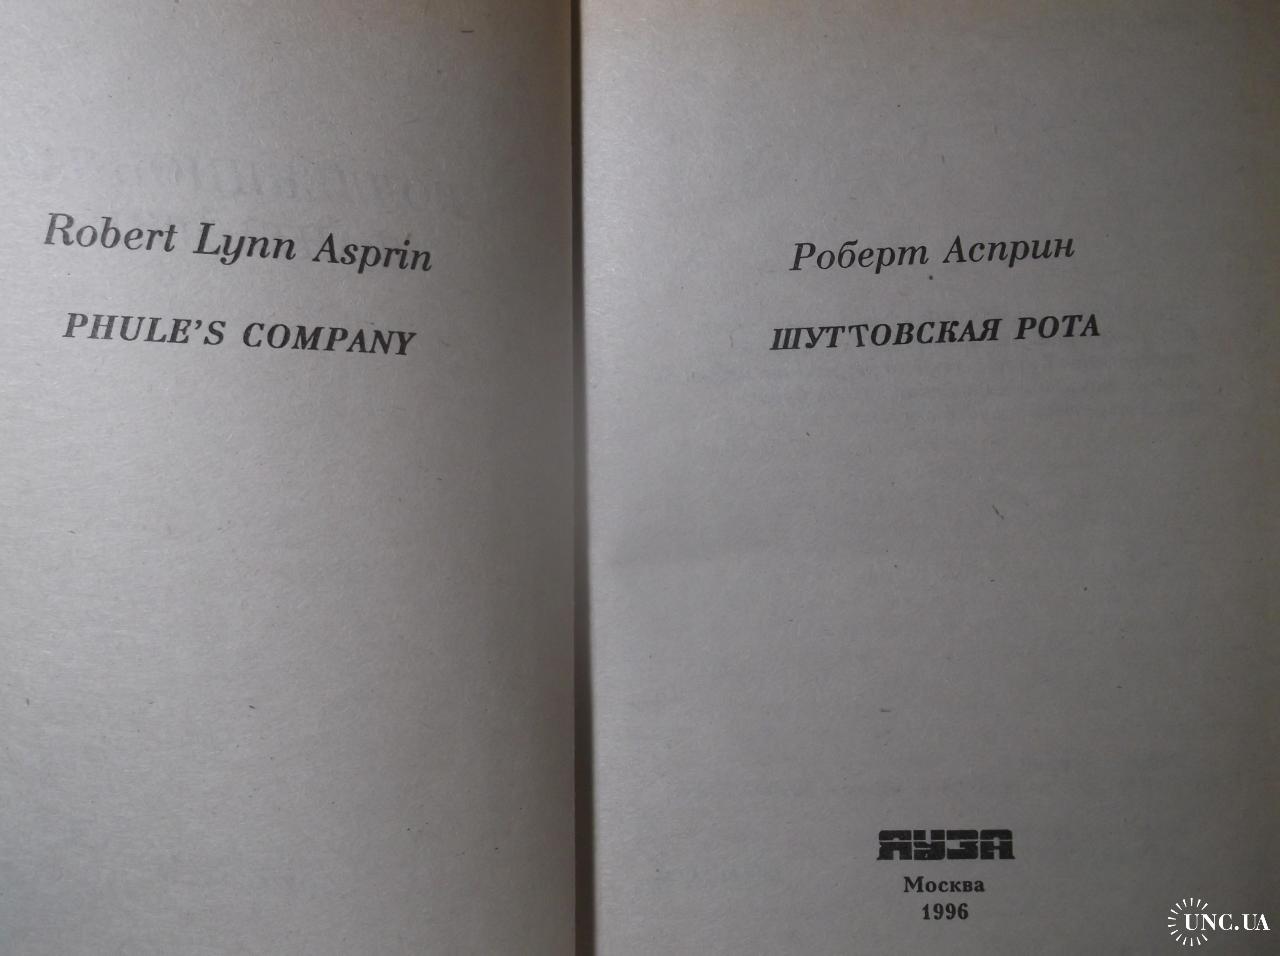 Robert Lynn Asprin
PHULE'S COMPANY
Роберт Асприн
ШУТТОВСКАЯ РОТА
ЯУЗА
Москва
1996
UNC.UA